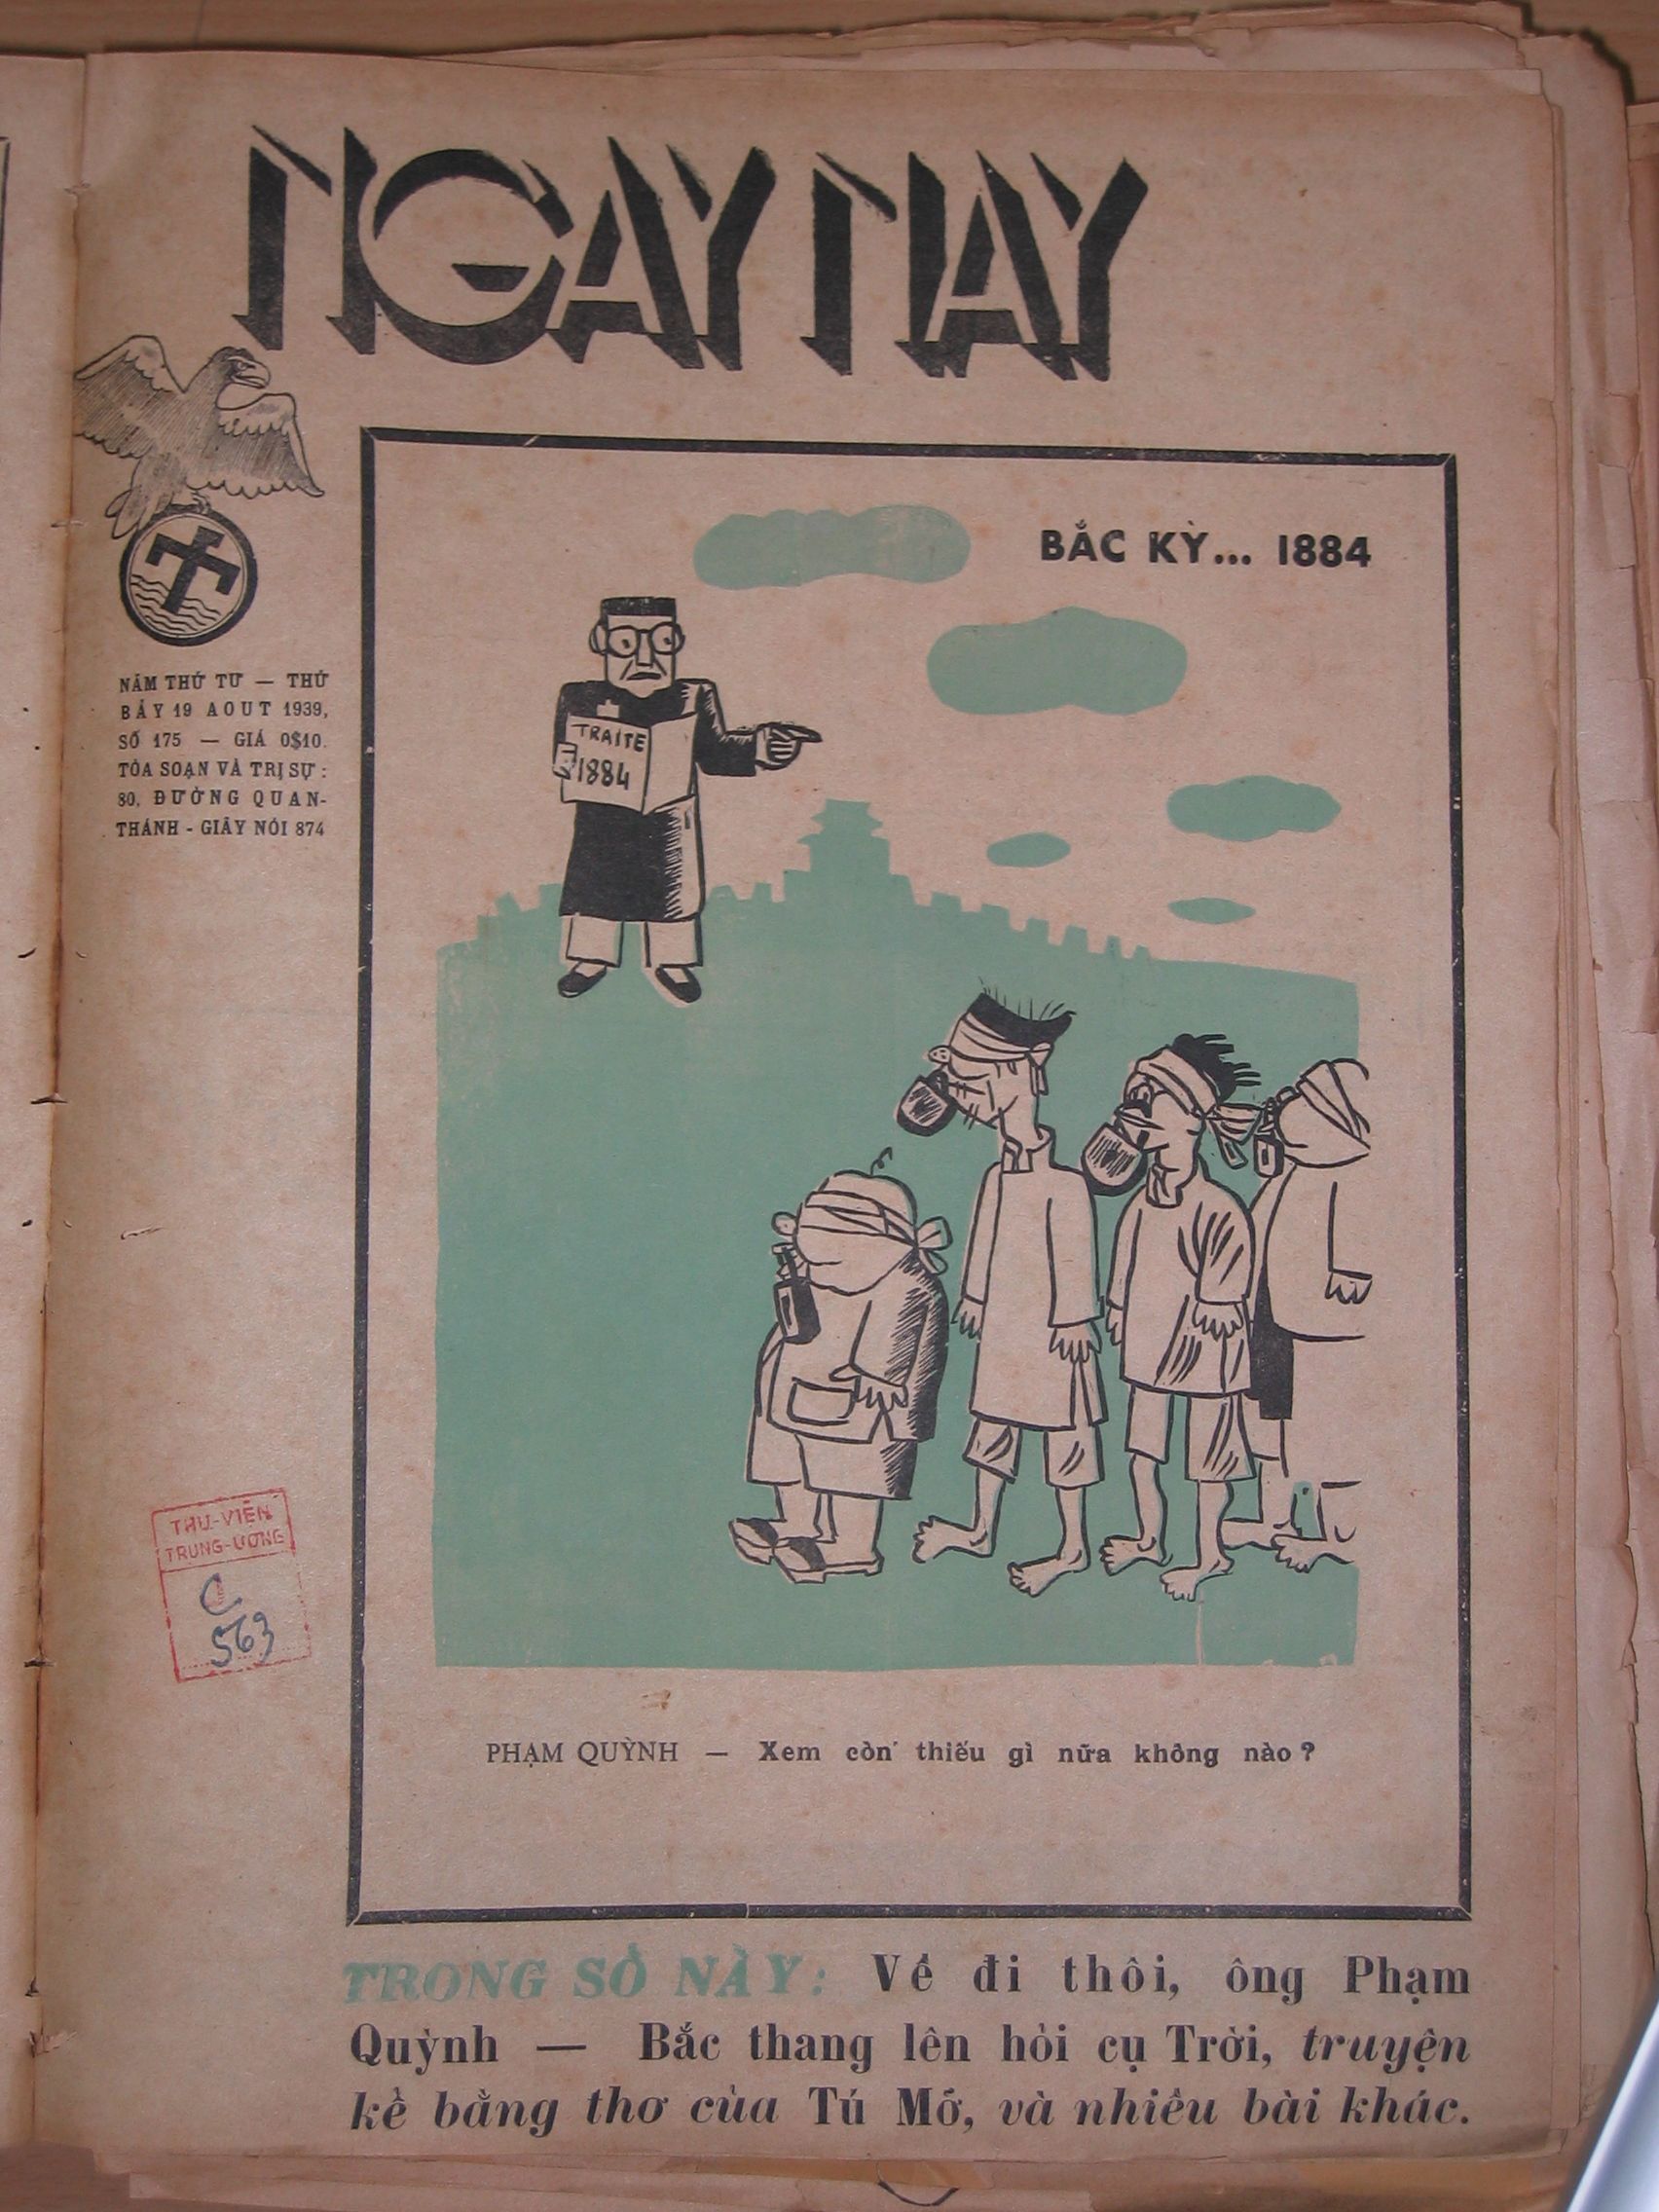 NGAY NAY
NĂM THỨ TƯ — THỨ
BẢY 19 AOUT 1939,
SỐ 175 — GIÁ 0$10.
TÒA SOẠN VÀ TRỊ SỰ :
80, ĐƯỜNG QUAN-
THÁNH - GIÂY NÓI 874
BẮC KỲ... 1884
TRAITE
1884
THƯ-VIỆN
TRUNG-ƯƠNG
C
563
PHẠM QUỲNH — Xem còn thiếu gì nữa không nào ?
TRONG SỐ NÀY : Về đi thôi, ông Phạm
Quỳnh — Bắc thang lên hỏi cụ Trời, truyện
kể bằng thơ của Tú Mỡ, và nhiều bài khác.